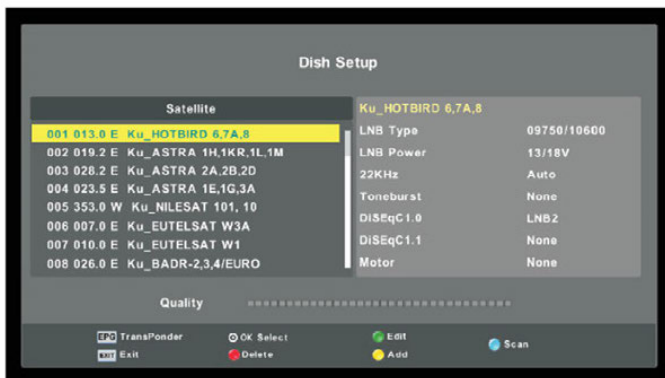 Dish Setup
Satellite
001 013.0 E Ku_HOTBIRD 6,7A,8
002 019.2 E Ku_ASTRA 1H,1KR,1L,1M
003 028.2 E Ku_ASTRA 2A,2B,2D
004 023.5 E Ku_ASTRA 1E,1G,3A
005 353.0 W Ku_NILESAT 101, 10
006 007.0 E Ku_EUTELSAT W3A
007 010.0 E Ku_EUTELSAT W1
008 026.0 E Ku_BADR-2,3,4/EURO
Ku_HOTBIRD 6,7A,8
LNB Type 09750/10600
LNB Power 13/18V
22KHz Auto
Toneburst None
DiSEqC1.0 LNB2
DiSEqC1.1 None
Motor None
Quality
EPG TransPonder OK Select Edit Scan
EXIT Exit Delete Add